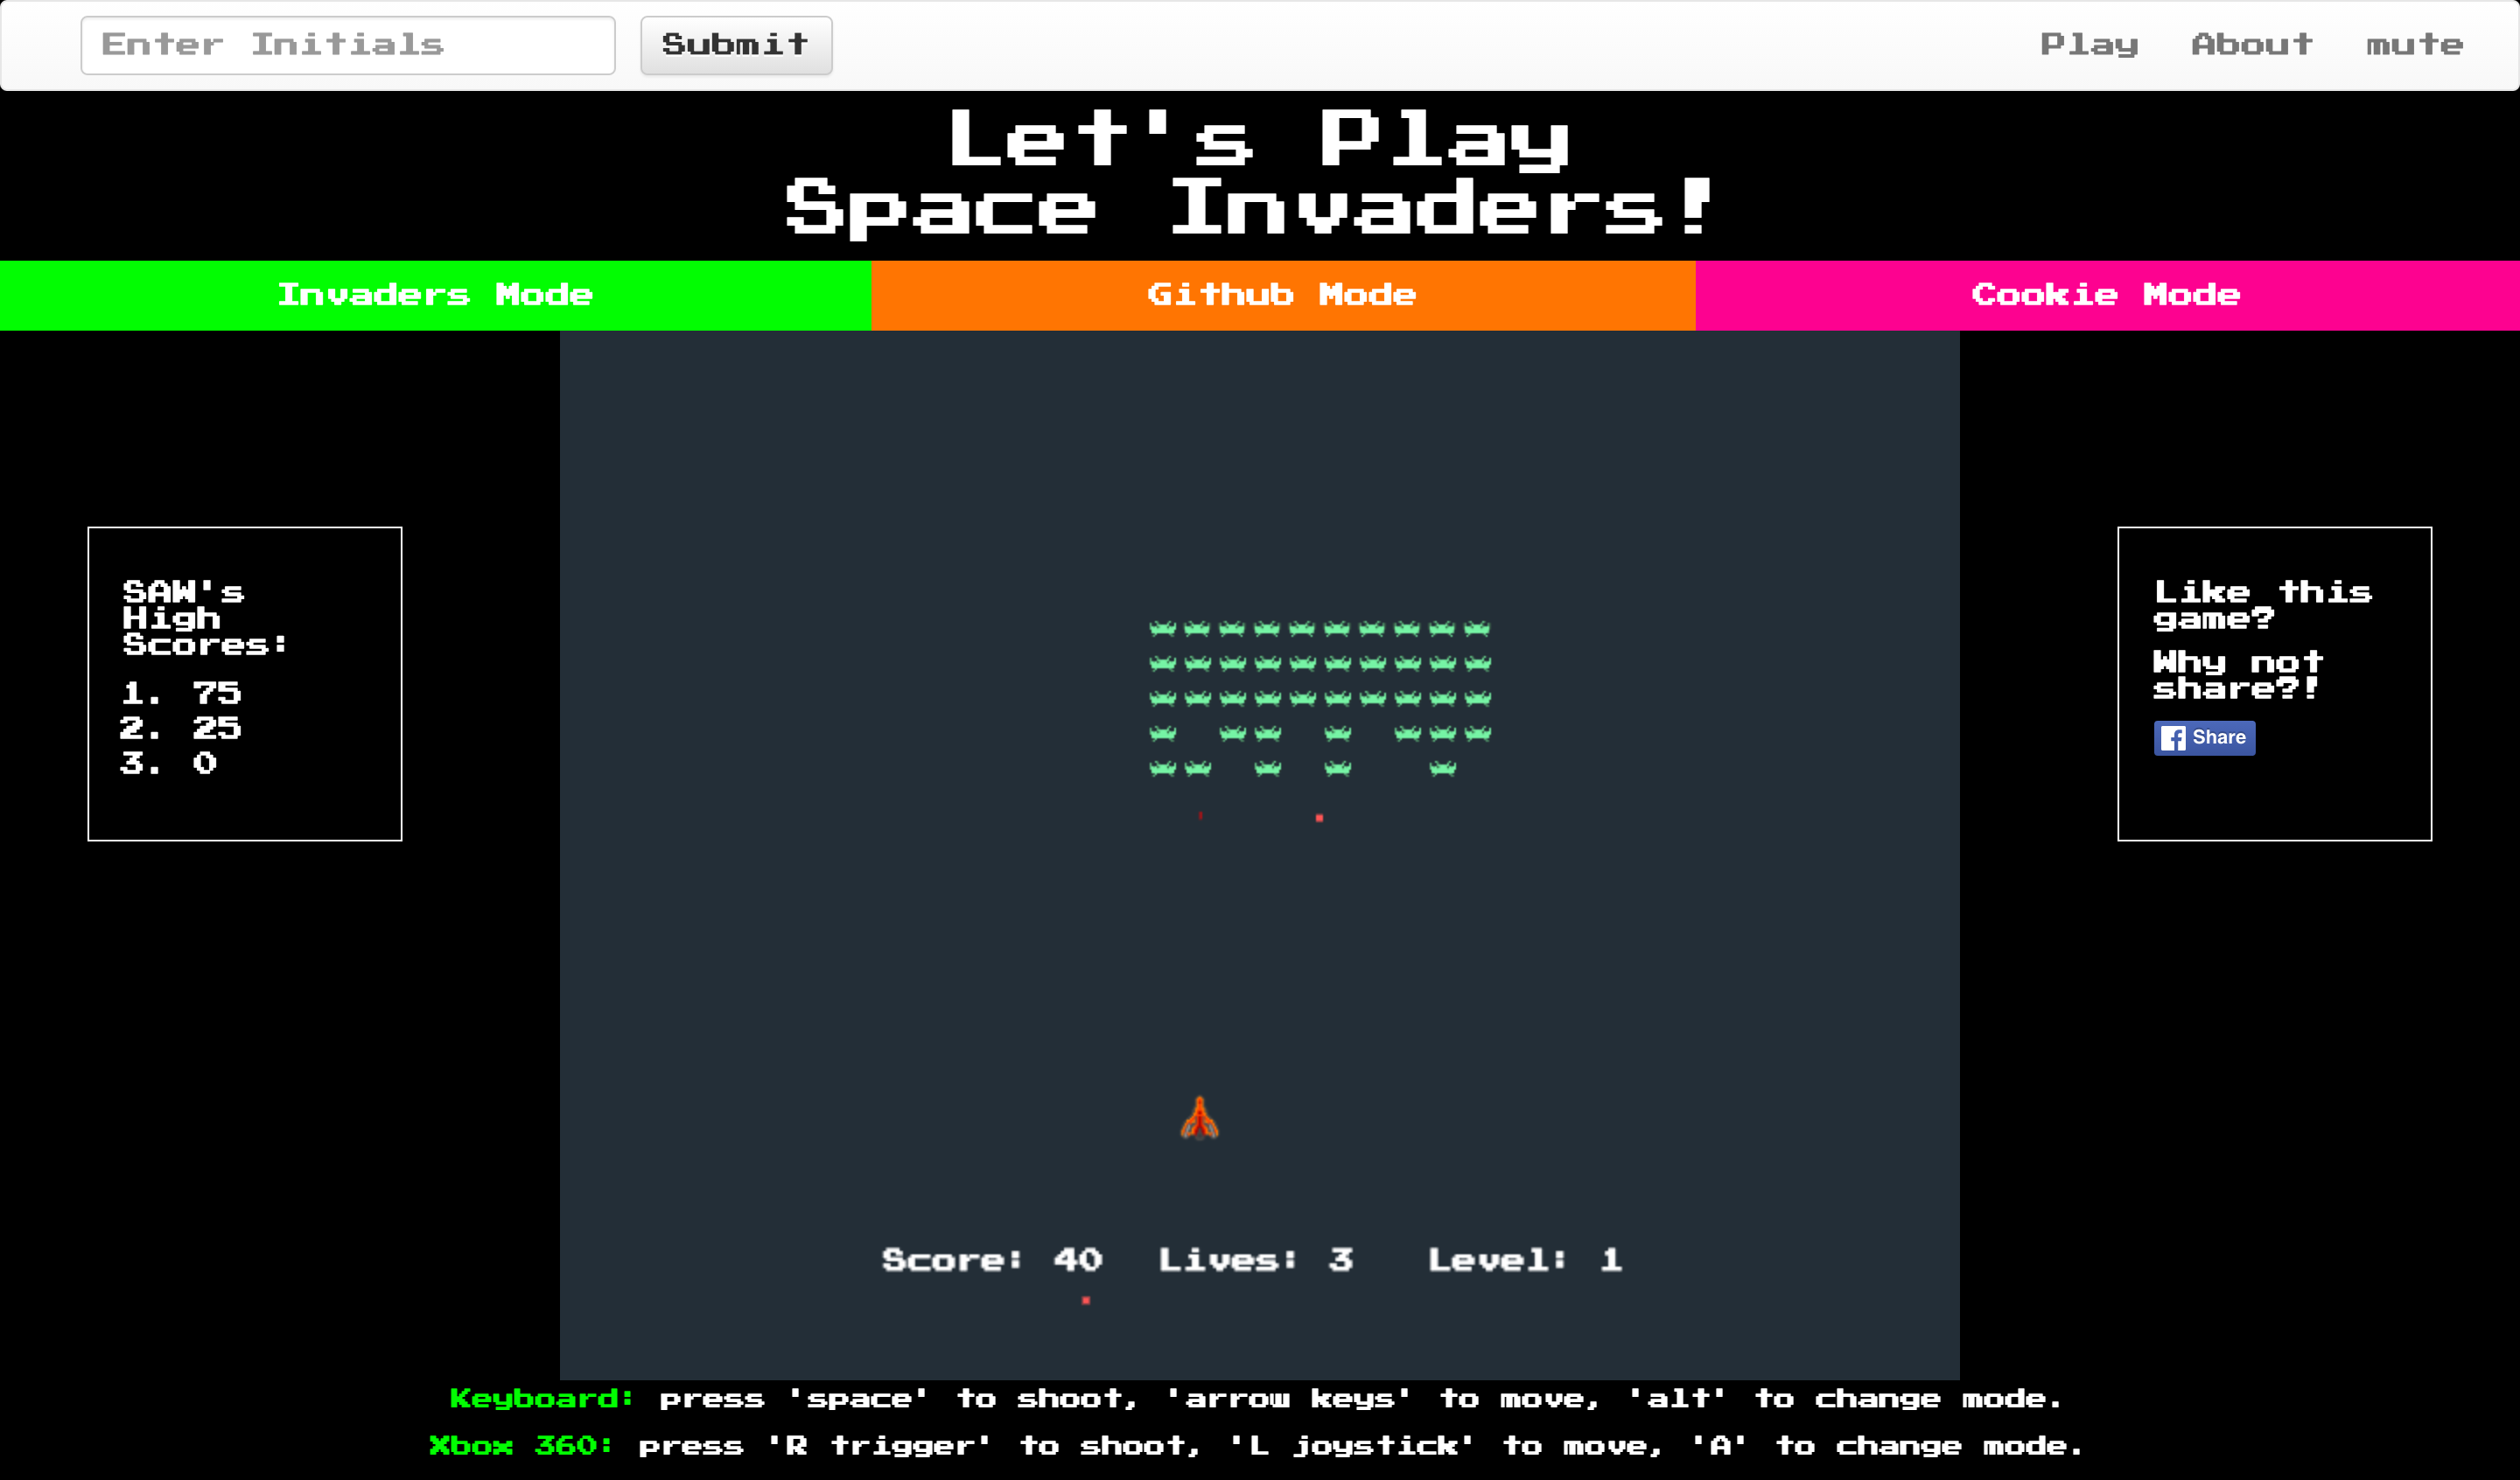 Enter Initials Submit Play About mute
Let's Play
Space Invaders!
Invaders Mode Github Mode Cookie Mode
SAW's
High
Scores:
1. 75
2. 25
3. 0
Like this
game?
Why not
share?!
Share
Score: 40 Lives: 3 Level: 1
Keyboard: press 'space' to shoot, 'arrow keys' to move, 'alt' to change mode.
Xbox 360: press 'R trigger' to shoot, 'L joystick' to move, 'A' to change mode.